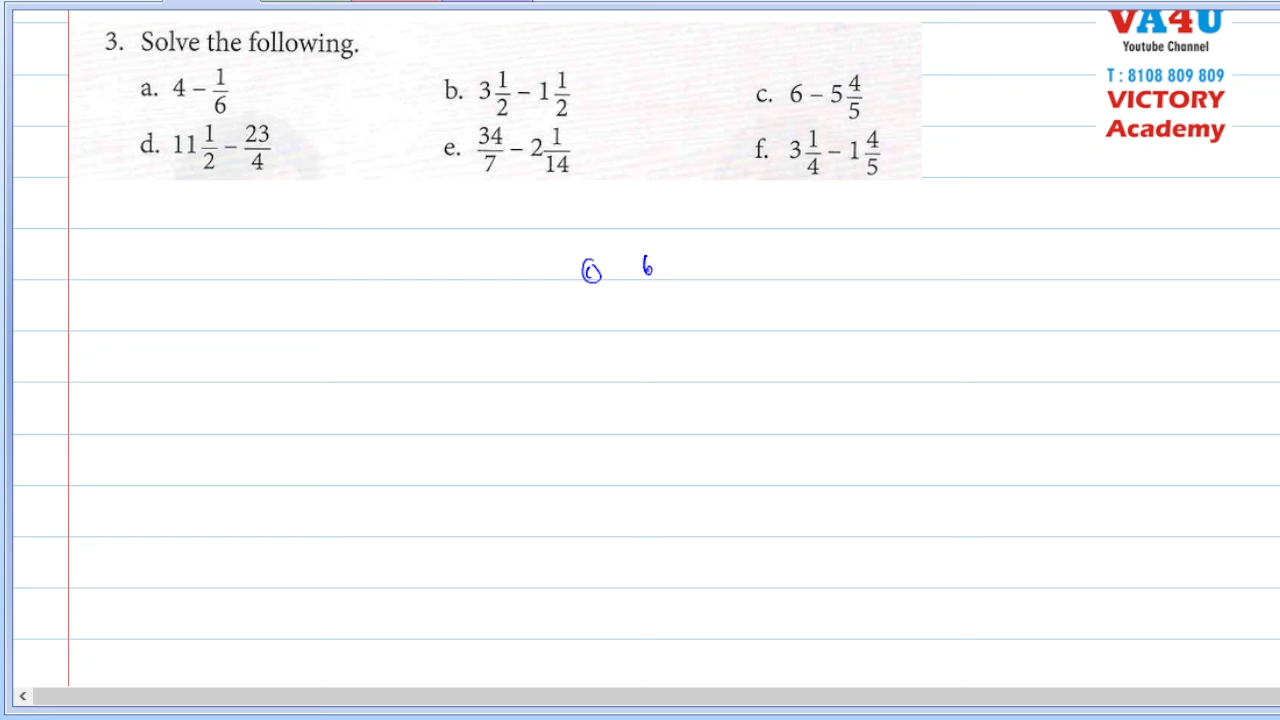 3. Solve the following.
a. 4 – 1/6 b. 3 1/2 – 1 1/2 c. 6 – 5 4/5
d. 11 1/2 – 23/4 e. 34/7 – 2 1/14 f. 3 1/4 – 1 4/5
VA4U
Youtube Channel
T : 8108 809 809
VICTORY
Academy
c 6